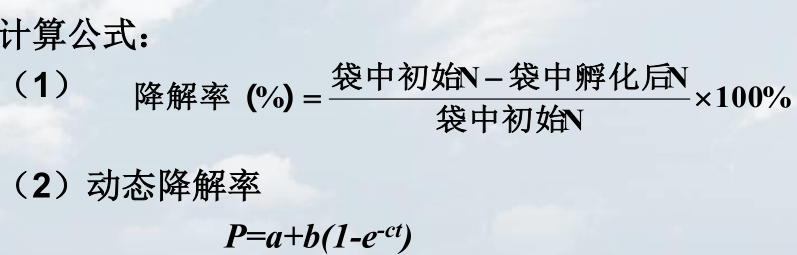 计算公式：
（1） 降解率 (%) = 袋中初始N－袋中孵化后N / 袋中初始N ×100%
（2）动态降解率
P=a+b(1-e^-ct)